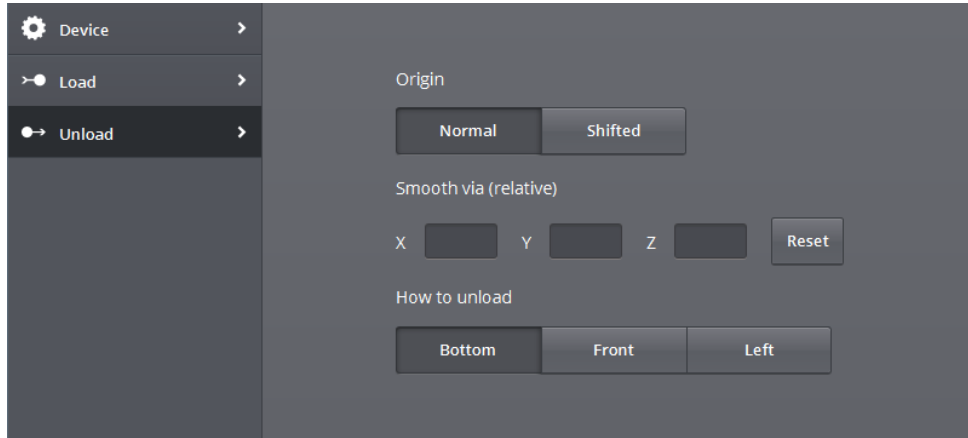 Device
Load
Unload
Origin
Normal Shifted
Smooth via (relative)
X Y Z Reset
How to unload
Bottom Front Left